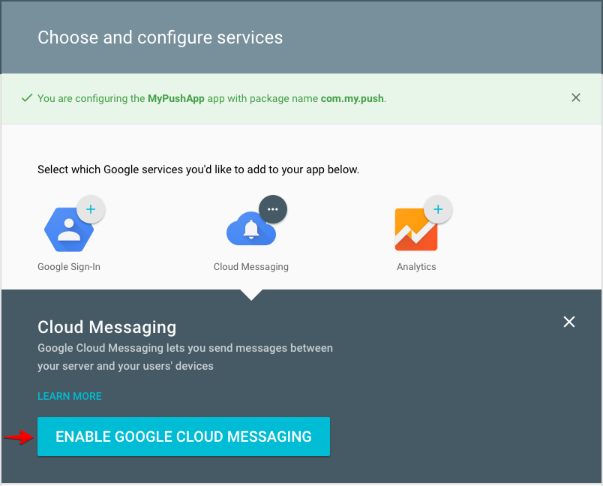 Choose and configure services
You are configuring the MyPushApp app with package name com.my.push.
Select which Google services you'd like to add to your app below.
Google Sign-In
Cloud Messaging
Analytics
Cloud Messaging
Google Cloud Messaging lets you send messages between
your server and your users' devices
LEARN MORE
ENABLE GOOGLE CLOUD MESSAGING